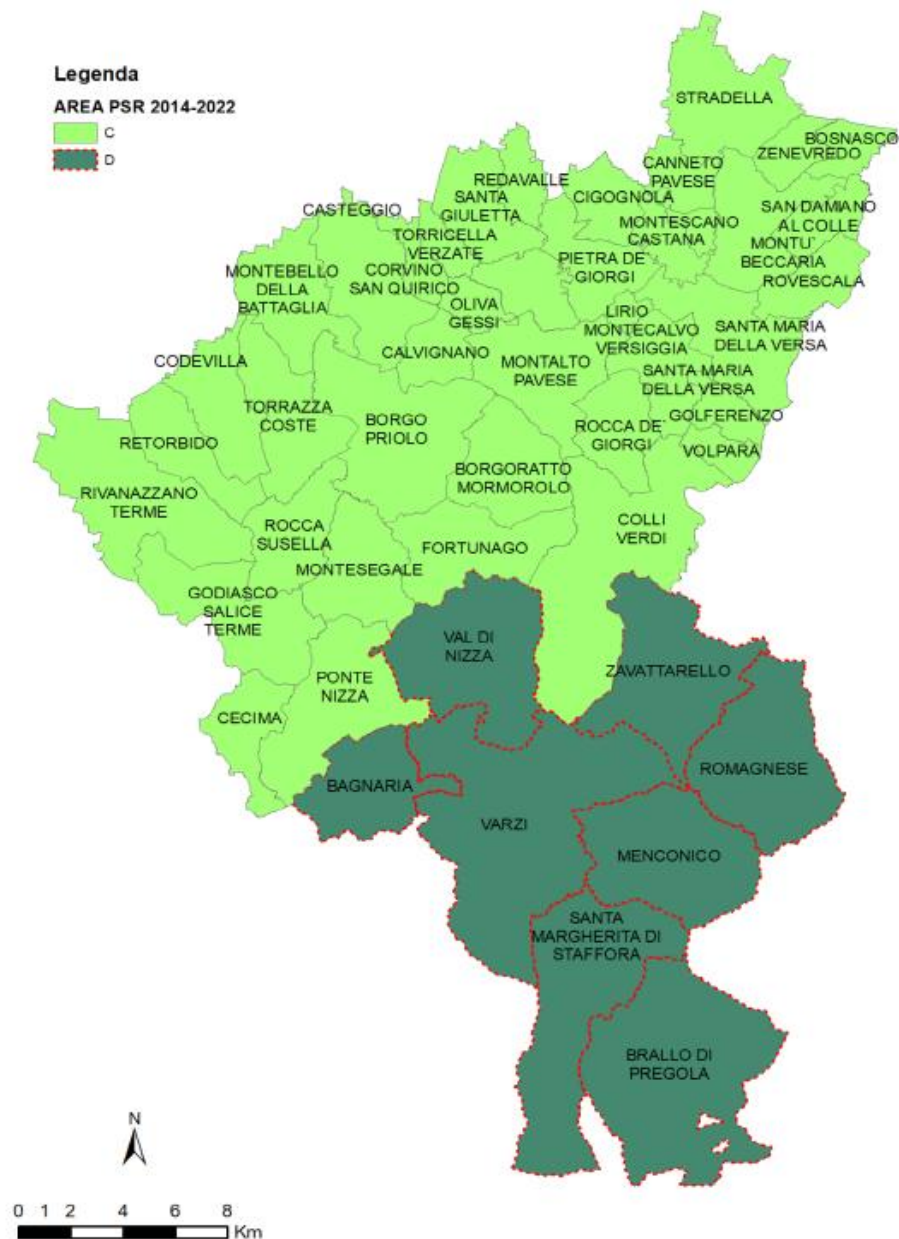 Legenda
AREA PSR 2014-2022
C
D
STRADELLA
BOSNASCO
ZENEVREDO
CANNETO
PAVESE
REDAVALLE
CIGOGNOLA
SANTA
GIULETTA
SAN DAMIANO
AL COLLE
CASTEGGIO
MONTESCANO
CASTANA
TORRICELLA
VERZATE
MONTU`
BECCARIA
PIETRA DE`
GIORGI
MONTEBELLO
DELLA
BATTAGLIA
CORVINO
SAN QUIRICO
ROVESCALA
OLIVA
GESSI
LIRIO
MONTECALVO
VERSIGGIA
SANTA MARIA
DELLA VERSA
CODEVILLA
CALVIGNANO
MONTALTO
PAVESE
SANTA MARIA
DELLA VERSA
TORRAZZA
COSTE
BORGO
PRIOLO
ROCCA DE`
GIORGI
GOLFERENZO
RETORBIDO
VOLPARA
BORGORATTO
MORMOROLO
RIVANAZZANO
TERME
ROCCA
SUSELLA
COLLI
VERDI
FORTUNAGO
MONTESEGALE
GODIASCO
SALICE
TERME
VAL DI
NIZZA
ZAVATTARELLO
PONTE
NIZZA
CECIMA
ROMAGNESE
BAGNARIA
VARZI
MENCONICO
SANTA
MARGHERITA DI
STAFFORA
BRALLO DI
PREGOLA
N
0 1 2 4 6 8
Km